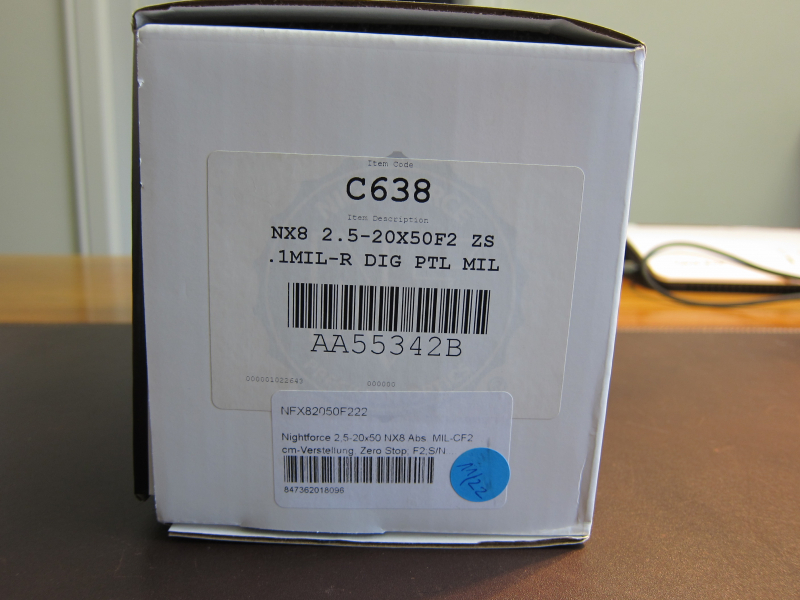 Item Code
C638
Item Description
NX8 2.5-20X50F2 ZS
.1MIL-R DIG PTL MIL
AA55342B
000001022643 000000
NFX82050F222
Nightforce 2,5-20x50 NX8 Abs. MIL-CF2
cm-Verstellung, Zero Stop, F2,S/N
847362018096
M/22